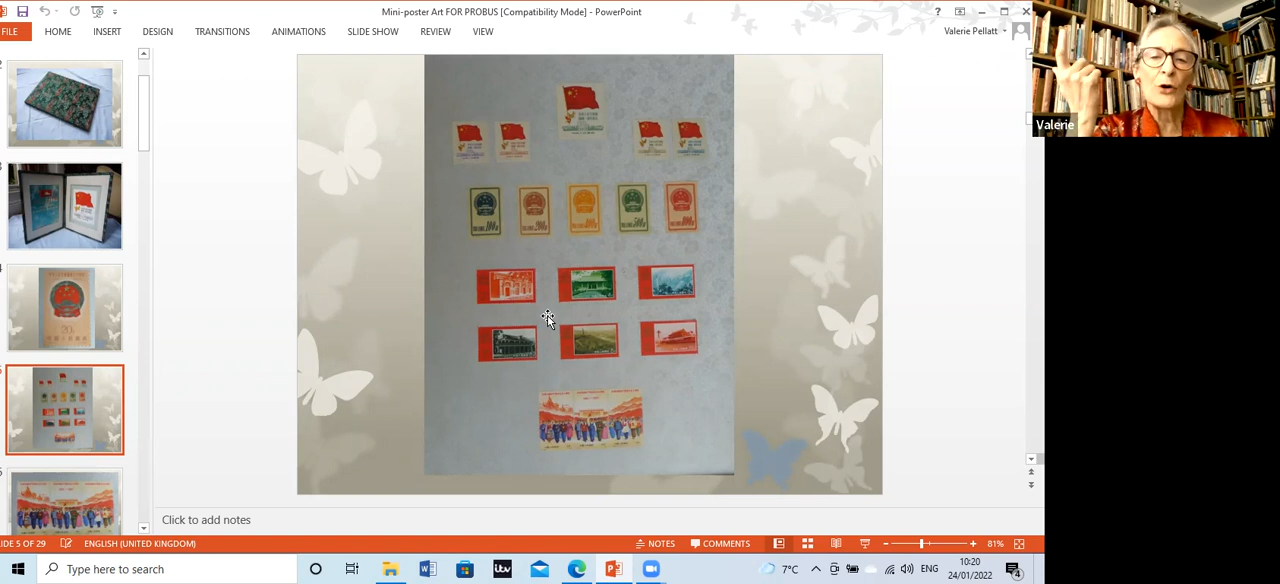 Mini-poster Art FOR PROBUS [Compatibility Mode] - PowerPoint
FILE HOME INSERT DESIGN TRANSITIONS ANIMATIONS SLIDE SHOW REVIEW VIEW
Valerie Pellatt
Valerie
Click to add notes
IDE 5 OF 29 ENGLISH (UNITED KINGDOM) NOTES COMMENTS 81%
Type here to search
itv
7°C ENG
10:20
24/01/2022
4